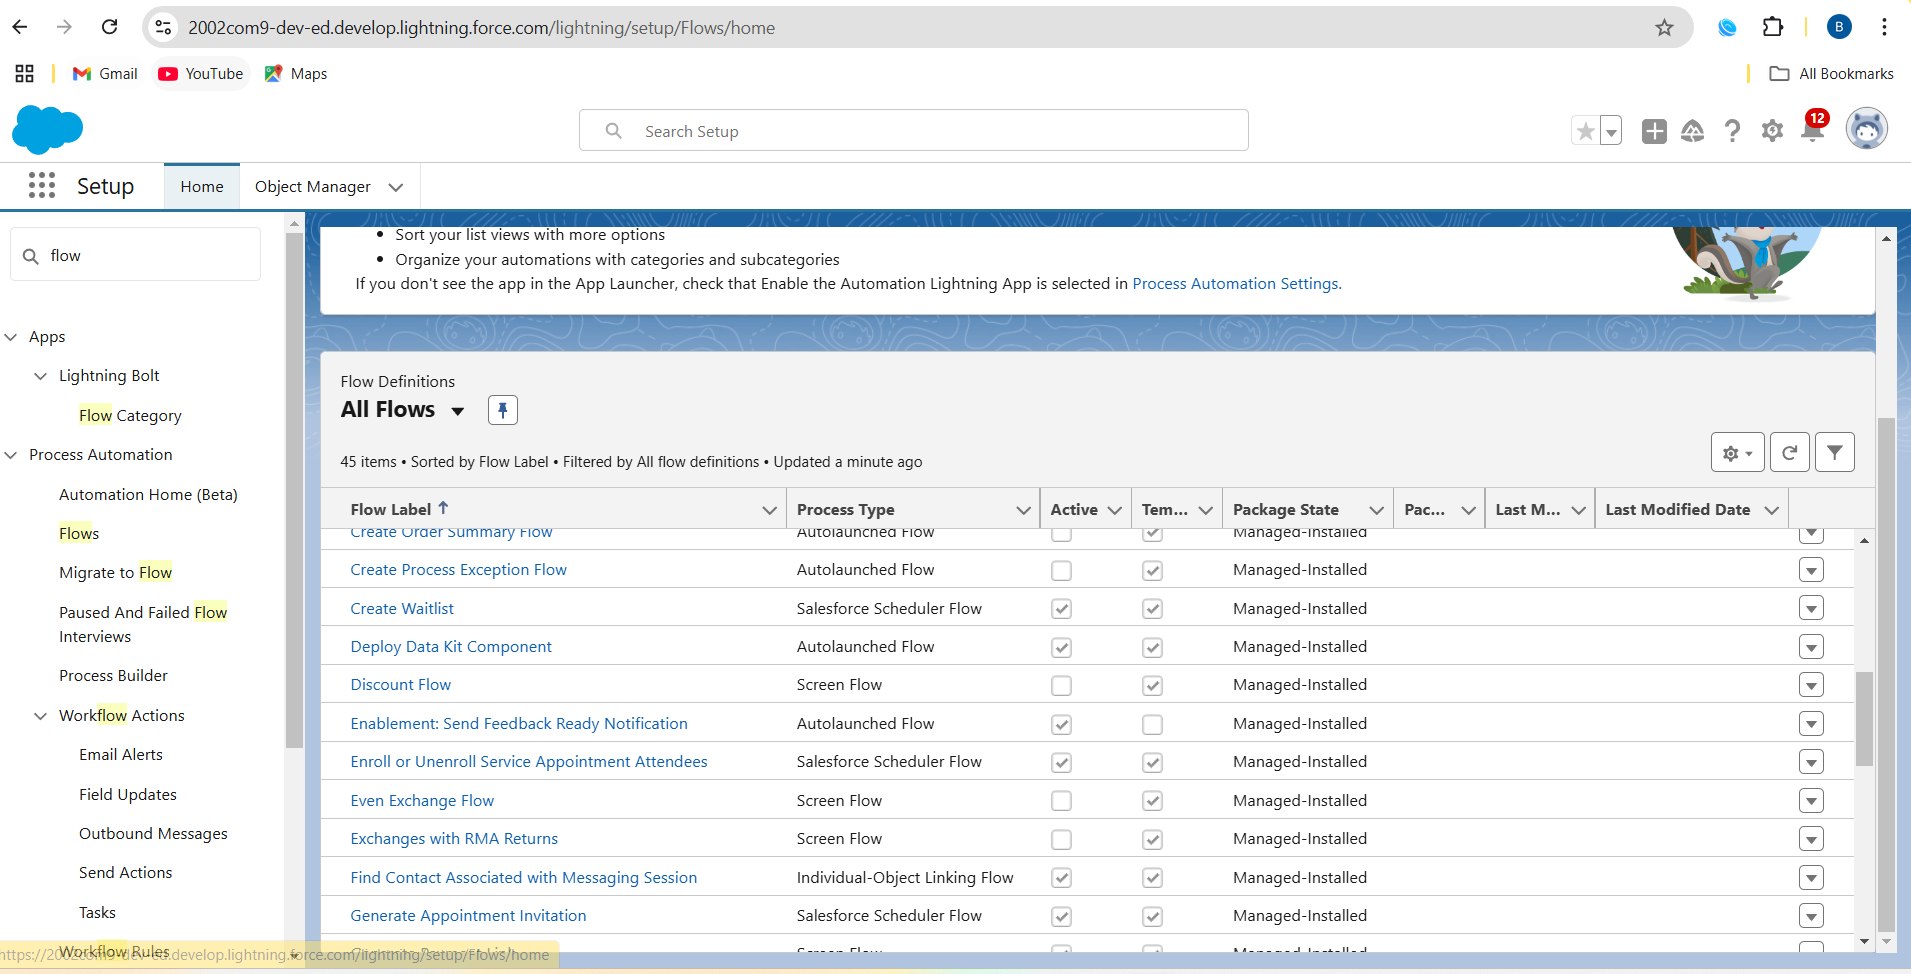 2002com9-dev-ed.develop.lightning.force.com/lightning/setup/Flows/home
B
Gmail YouTube Maps All Bookmarks
Search Setup
12
Setup Home Object Manager
flow
Apps
Lightning Bolt
Flow Category
Process Automation
Automation Home (Beta)
Flows
Migrate to Flow
Paused And Failed Flow
Interviews
Process Builder
Workflow Actions
Email Alerts
Field Updates
Outbound Messages
Send Actions
Tasks
Workflow Rules
https://2002com9-dev-ed.develop.lightning.force.com/lightning/setup/Flows/home
Sort your list views with more options
Organize your automations with categories and subcategories
If you don't see the app in the App Launcher, check that Enable the Automation Lightning App is selected in Process Automation Settings.
Flow Definitions
All Flows
45 items • Sorted by Flow Label • Filtered by All flow definitions • Updated a minute ago
Flow Label Process Type Active Tem... Package State Pac... Last M... Last Modified Date
Create Order Summary Flow Autolaunched Flow Managed-Installed
Create Process Exception Flow Autolaunched Flow Managed-Installed
Create Waitlist Salesforce Scheduler Flow Managed-Installed
Deploy Data Kit Component Autolaunched Flow Managed-Installed
Discount Flow Screen Flow Managed-Installed
Enablement: Send Feedback Ready Notification Autolaunched Flow Managed-Installed
Enroll or Unenroll Service Appointment Attendees Salesforce Scheduler Flow Managed-Installed
Even Exchange Flow Screen Flow Managed-Installed
Exchanges with RMA Returns Screen Flow Managed-Installed
Find Contact Associated with Messaging Session Individual-Object Linking Flow Managed-Installed
Generate Appointment Invitation Salesforce Scheduler Flow Managed-Installed
Screen Flow Managed-Installed